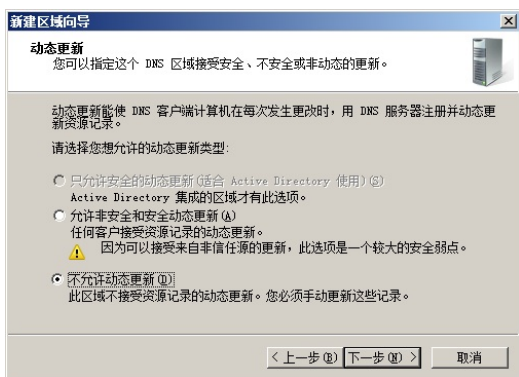 新建区域向导
动态更新
您可以指定这个 DNS 区域接受安全、不安全或非动态的更新。
动态更新能使 DNS 客户端计算机在每次发生更改时，用 DNS 服务器注册并动态更
新资源记录。
请选择您想允许的动态更新类型:
只允许安全的动态更新(适合 Active Directory 使用)(S)
Active Directory 集成的区域才有此选项。
允许非安全和安全动态更新(A)
任何客户接受资源记录的动态更新。
因为可以接受来自非信任源的更新，此选项是一个较大的安全弱点。
不允许动态更新(D)
此区域不接受资源记录的动态更新。您必须手动更新这些记录。
< 上一步(B) 下一步(N) > 取消